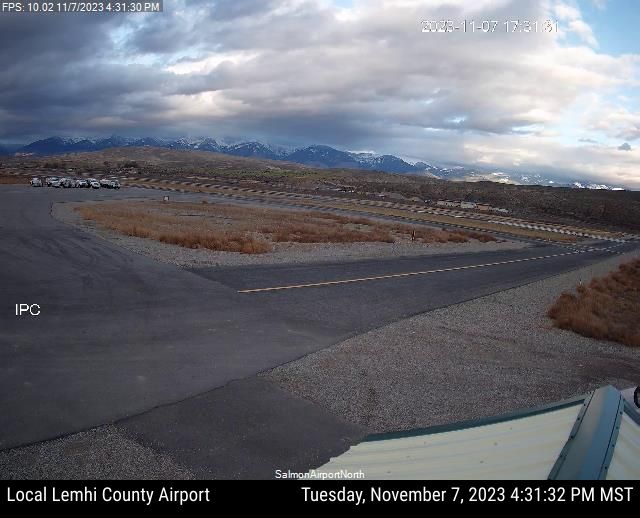 FPS: 10.02 11/7/2023 4:31:30 PM
2023-11-07 17:31:31
IPC
SalmonAirportNorth
Local Lemhi County Airport Tuesday, November 7, 2023 4:31:32 PM MST